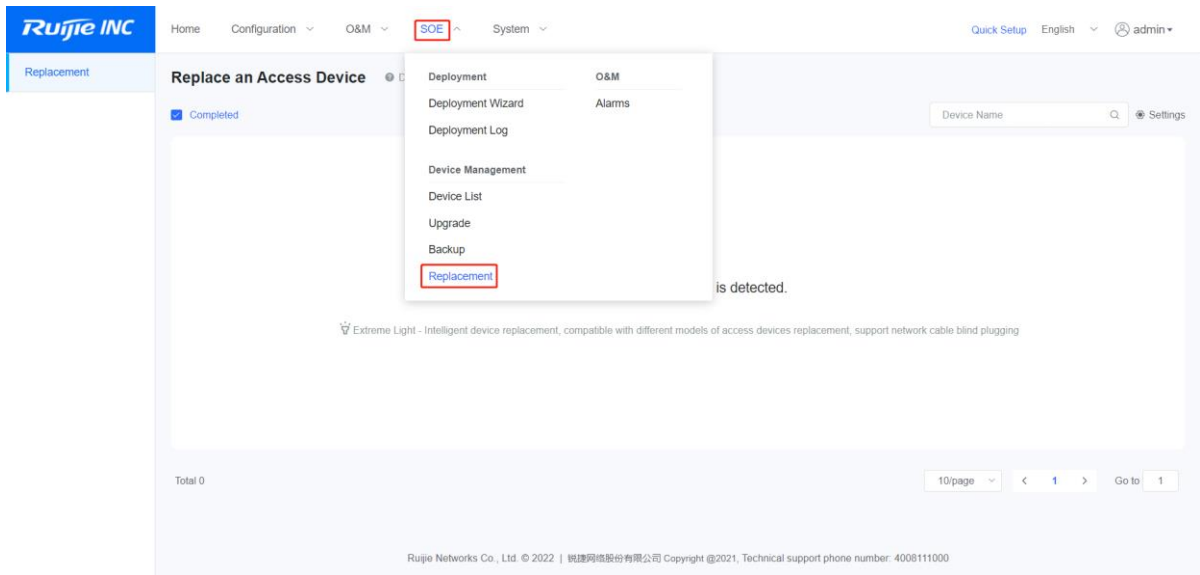 Ruijie INC
Home Configuration O&M SOE System Quick Setup English admin
Replacement
Replace an Access Device
Completed
Device Name Settings
Deployment
Deployment Wizard
Deployment Log
O&M
Alarms
Device Management
Device List
Upgrade
Backup
Replacement
is detected.
Extreme Light - Intelligent device replacement, compatible with different models of access devices replacement, support network cable blind plugging
Total 0 10/page < 1 > Go to 1
Ruijie Networks Co., Ltd. © 2022 | 锐捷网络股份有限公司 Copyright @2021, Technical support phone number: 4008111000